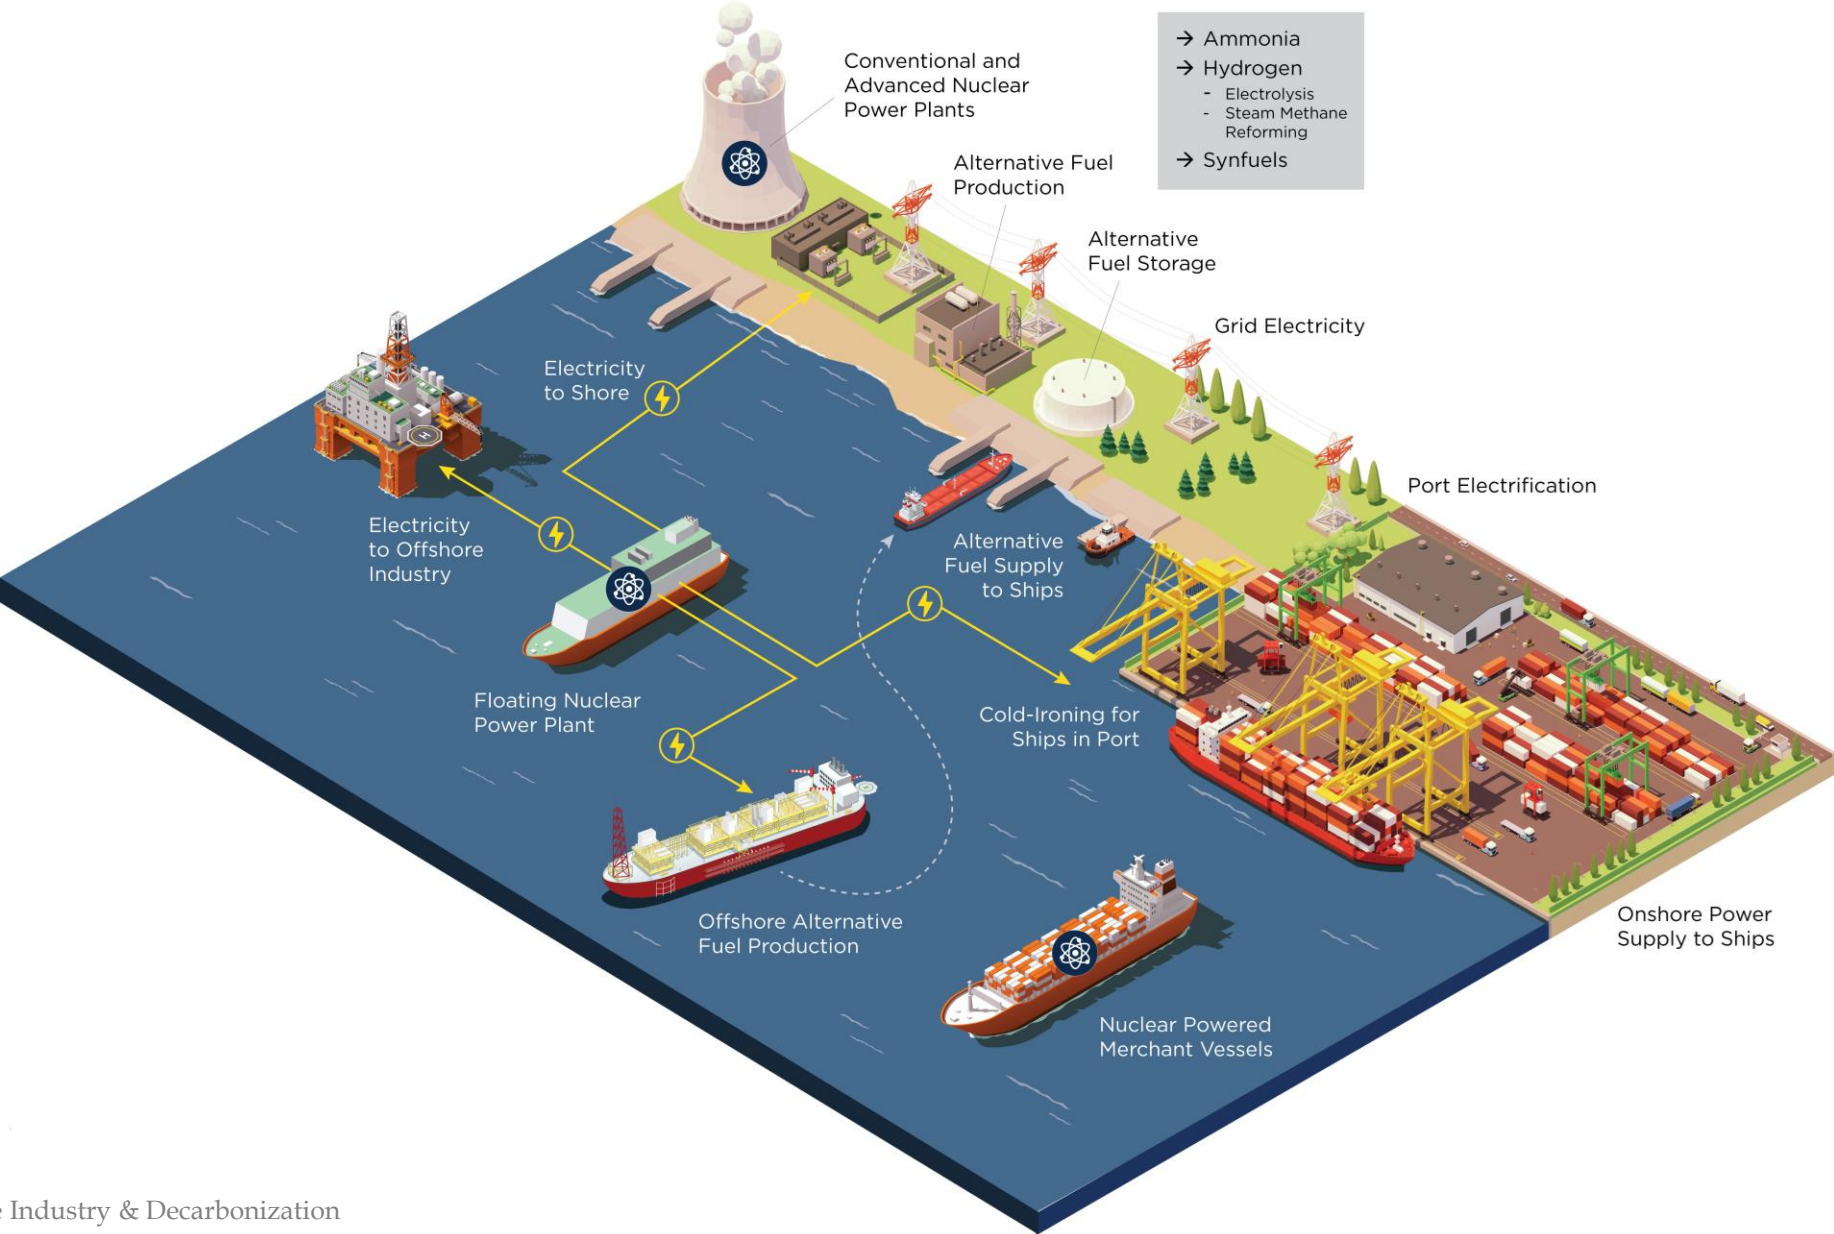 Conventional and
Advanced Nuclear
Power Plants
→ Ammonia
→ Hydrogen
- Electrolysis
- Steam Methane
Reforming
→ Synfuels
Alternative Fuel
Production
Alternative
Fuel Storage
Grid Electricity
Electricity
to Shore
H
Port Electrification
Electricity
to Offshore
Industry
Alternative
Fuel Supply
to Ships
Floating Nuclear
Power Plant
Cold-Ironing for
Ships in Port
Offshore Alternative
Fuel Production
Onshore Power
Supply to Ships
Nuclear Powered
Merchant Vessels
e Industry & Decarbonization